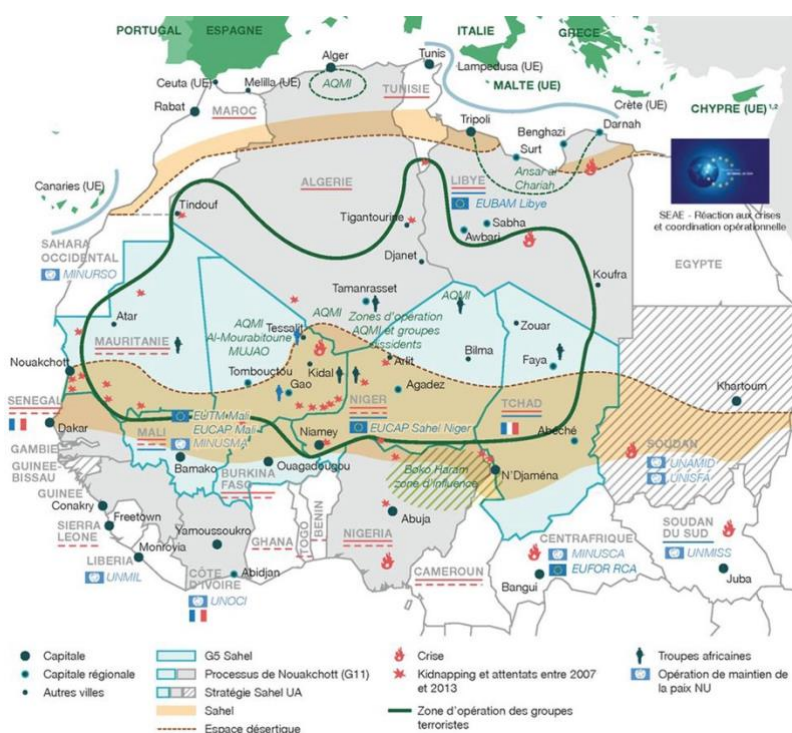 PORTUGAL
ESPAGNE
ITALIE
GRECE
Alger
Tunis
Lampedusa (UE)
Ceuta (UE)
Melilla (UE)
AQMI
TUNISIE
MALTE (UE)
Crète (UE)
CHYPRE (UE)1,2
Rabat
MAROC
Tripoli
Benghazi
Darnah
Surt
Ansar al
Chariah
Canaries (UE)
ALGERIE
LIBYE
EUBAM Libye
SEAE - Réaction aux crises
et coordination opérationnelle
Tindouf
Tigantourine
Sabha
Awbari
SAHARA
OCCIDENTAL
MINURSO
Djanet
Koufra
EGYPTE
Tamanrasset
AQMI
AQMI
Zones d'opération
AQMI et groupes
dissidents
Atar
AQMI
Al-Mourabitoune
MUJAO
Tessalit
Zouar
MAURITANIE
Arlit
Bilma
Faya
Nouakchott
Tombouctou
Kidal
Gao
Agadez
Khartoum
SENEGAL
NIGER
TCHAD
Dakar
EUTM Mali
EUCAP Mali
MINUSMA
MALI
Niamey
EUCAP Sahel Niger
Abéché
SOUDAN
UNAMID
UNISFA
GAMBIE
GUINEE-
BISSAU
Bamako
BURKINA
FASO
Ouagadougou
Boko Haram
zone d'influence
N'Djaména
GUINEE
Conakry
Freetown
SIERRA
LEONE
Yamoussoukro
GHANA
TOGO
BENIN
Abuja
NIGERIA
Monrovia
LIBERIA
UNMIL
CÔTE
D'IVOIRE
Abidjan
UNOCI
CAMEROUN
CENTRAFRIQUE
MINUSCA
EUFOR RCA
Bangui
SOUDAN
DU SUD
UNMISS
Juba
Capitale
Capitale régionale
Autres villes
G5 Sahel
Processus de Nouakchott (G11)
Stratégie Sahel UA
Sahel
Espace désertique
Crise
Kidnapping et attentats entre 2007
et 2013
Zone d'opération des groupes
terroristes
Troupes africaines
Opération de maintien de
la paix NU